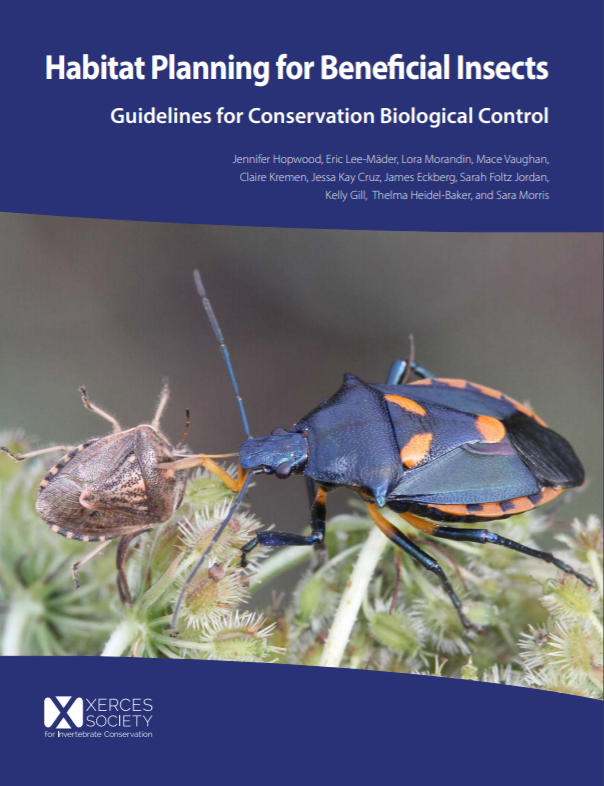 Habitat Planning for Beneficial Insects
Guidelines for Conservation Biological Control
Jennifer Hopwood, Eric Lee-Mäder, Lora Morandin, Mace Vaughan,
Claire Kremen, Jessa Kay Cruz, James Eckberg, Sarah Foltz Jordan,
Kelly Gill, Thelma Heidel-Baker, and Sara Morris
XERCES
SOCIETY
for Invertebrate Conservation